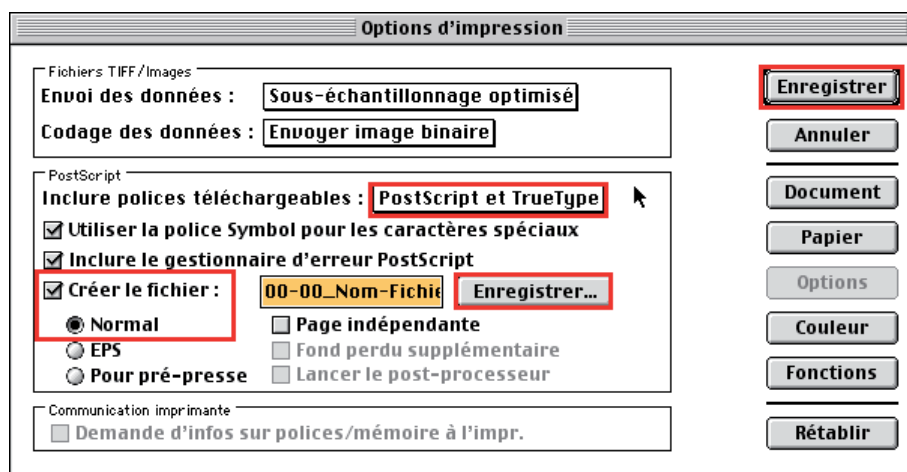 Options d'impression
Fichiers TIFF/Images
Envoi des données : Sous-échantillonnage optimisé
Codage des données : Envoyer image binaire
PostScript
Inclure polices téléchargeables : PostScript et TrueType
Utiliser la police Symbol pour les caractères spéciaux
Inclure le gestionnaire d'erreur PostScript
Créer le fichier : 00-00_Nom-Fichie Enregistrer...
Normal Page indépendante
EPS Fond perdu supplémentaire
Pour pré-presse Lancer le post-processeur
Communication imprimante
Demande d'infos sur polices/mémoire à l'impr.
Enregistrer
Annuler
Document
Papier
Options
Couleur
Fonctions
Rétablir